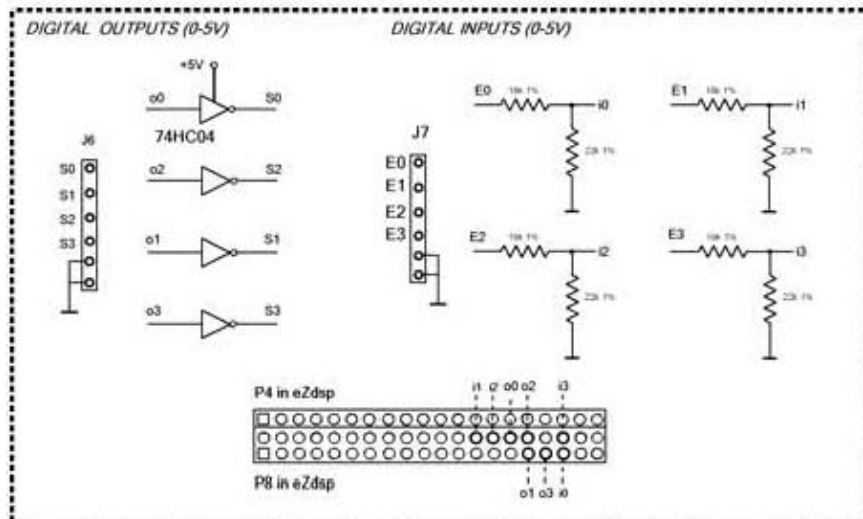 DIGITAL OUTPUTS (0-5V)
DIGITAL INPUTS (0-5V)
+5V
o0
S0
74HC04
o2
S2
o1
S1
o3
S3
J6
S0
S1
S2
S3
J7
E0
E1
E2
E3
E0
i0
E1
i1
E2
i2
E3
i3
P4 in eZdsp
i1 i2 o0 o2 i3
P8 in eZdsp
o1 o3 i0